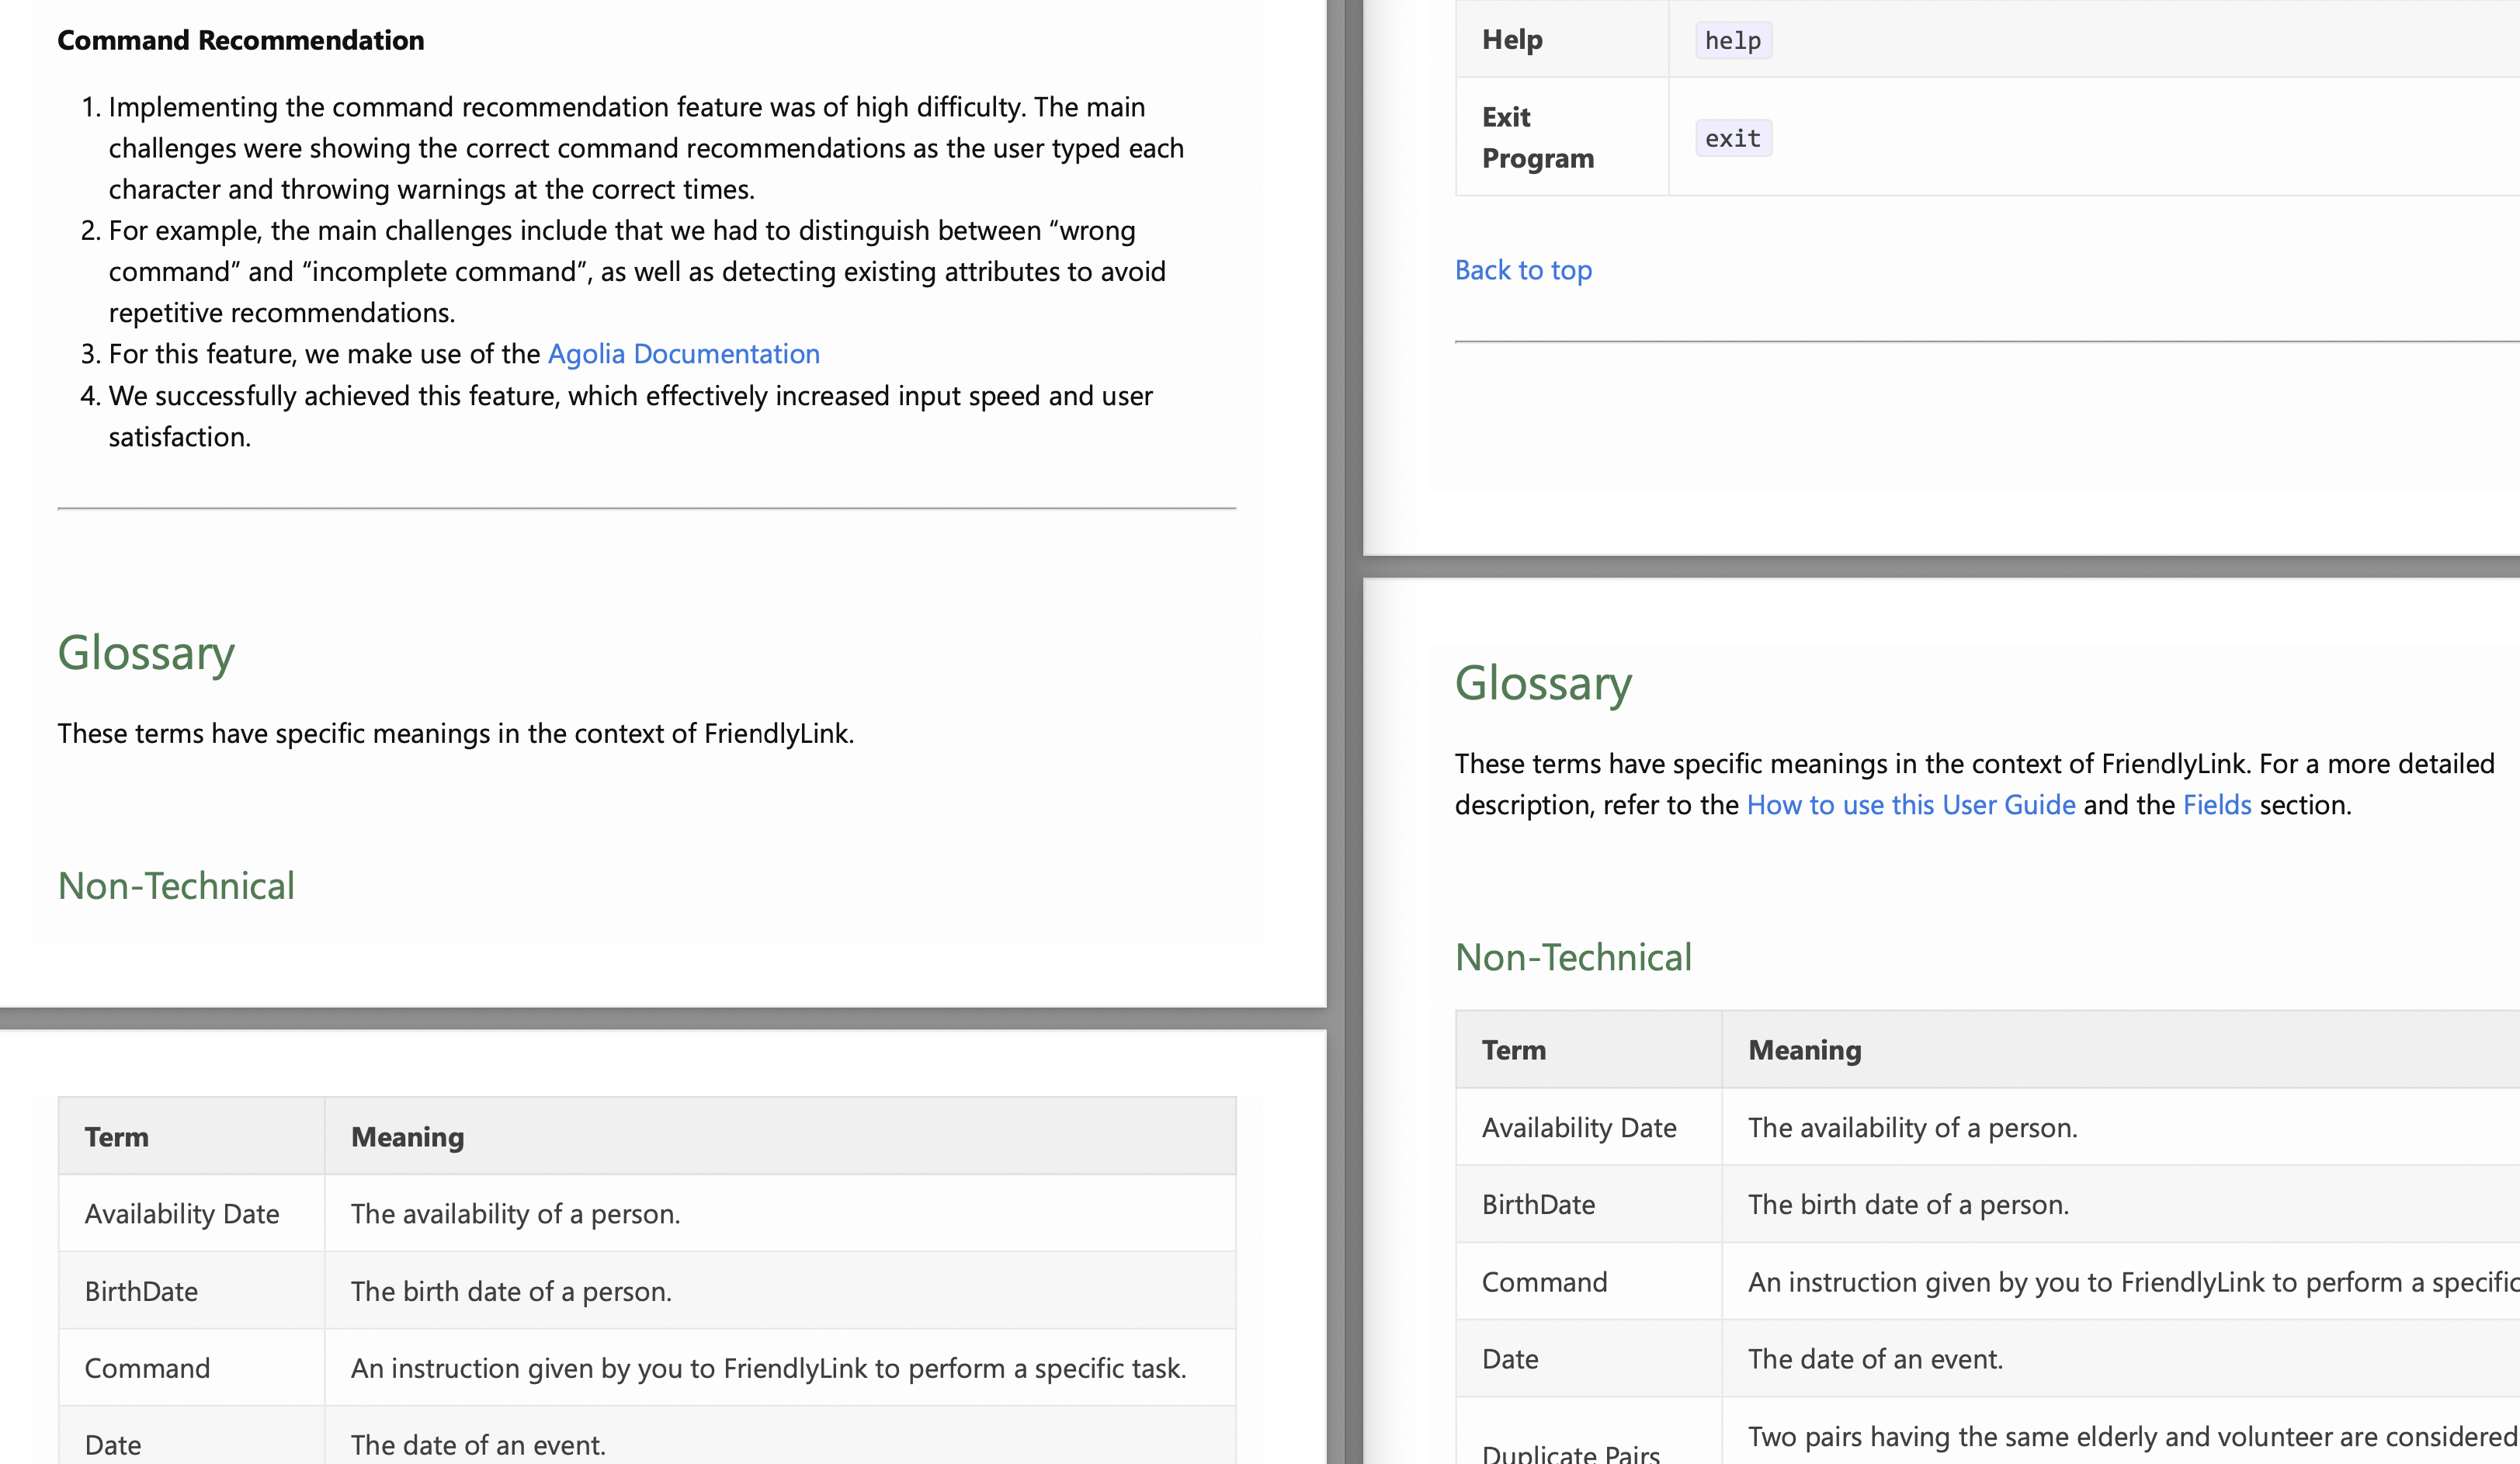 Command Recommendation
1. Implementing the command recommendation feature was of high difficulty. The main
challenges were showing the correct command recommendations as the user typed each
character and throwing warnings at the correct times.
2. For example, the main challenges include that we had to distinguish between “wrong
command” and “incomplete command”, as well as detecting existing attributes to avoid
repetitive recommendations.
3. For this feature, we make use of the Agolia Documentation
4. We successfully achieved this feature, which effectively increased input speed and user
satisfaction.
Glossary
These terms have specific meanings in the context of FriendlyLink.
Non-Technical
Term Meaning
Availability Date The availability of a person.
BirthDate The birth date of a person.
Command An instruction given by you to FriendlyLink to perform a specific task.
Date The date of an event.
Help help
Exit
Program
exit
Back to top
Glossary
These terms have specific meanings in the context of FriendlyLink. For a more detailed
description, refer to the How to use this User Guide and the Fields section.
Non-Technical
Term Meaning
Availability Date The availability of a person.
BirthDate The birth date of a person.
Command An instruction given by you to FriendlyLink to perform a specific
Date The date of an event.
Two pairs having the same elderly and volunteer are considered
Duplicate Pairs